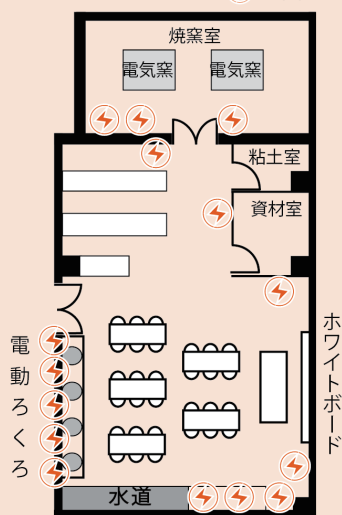 焼窯室
電気窯
電気窯
粘土室
資材室
ホワイトボード
電動ろくろ
水道